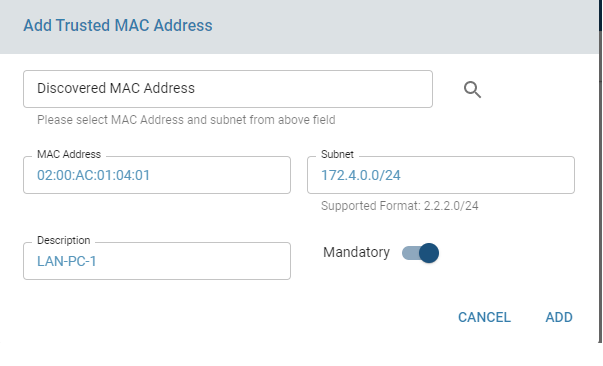 Add Trusted MAC Address
Discovered MAC Address
Please select MAC Address and subnet from above field
MAC Address
02:00:AC:01:04:01
Subnet
172.4.0.0/24
Supported Format: 2.2.2.0/24
Description
LAN-PC-1
Mandatory
CANCEL ADD